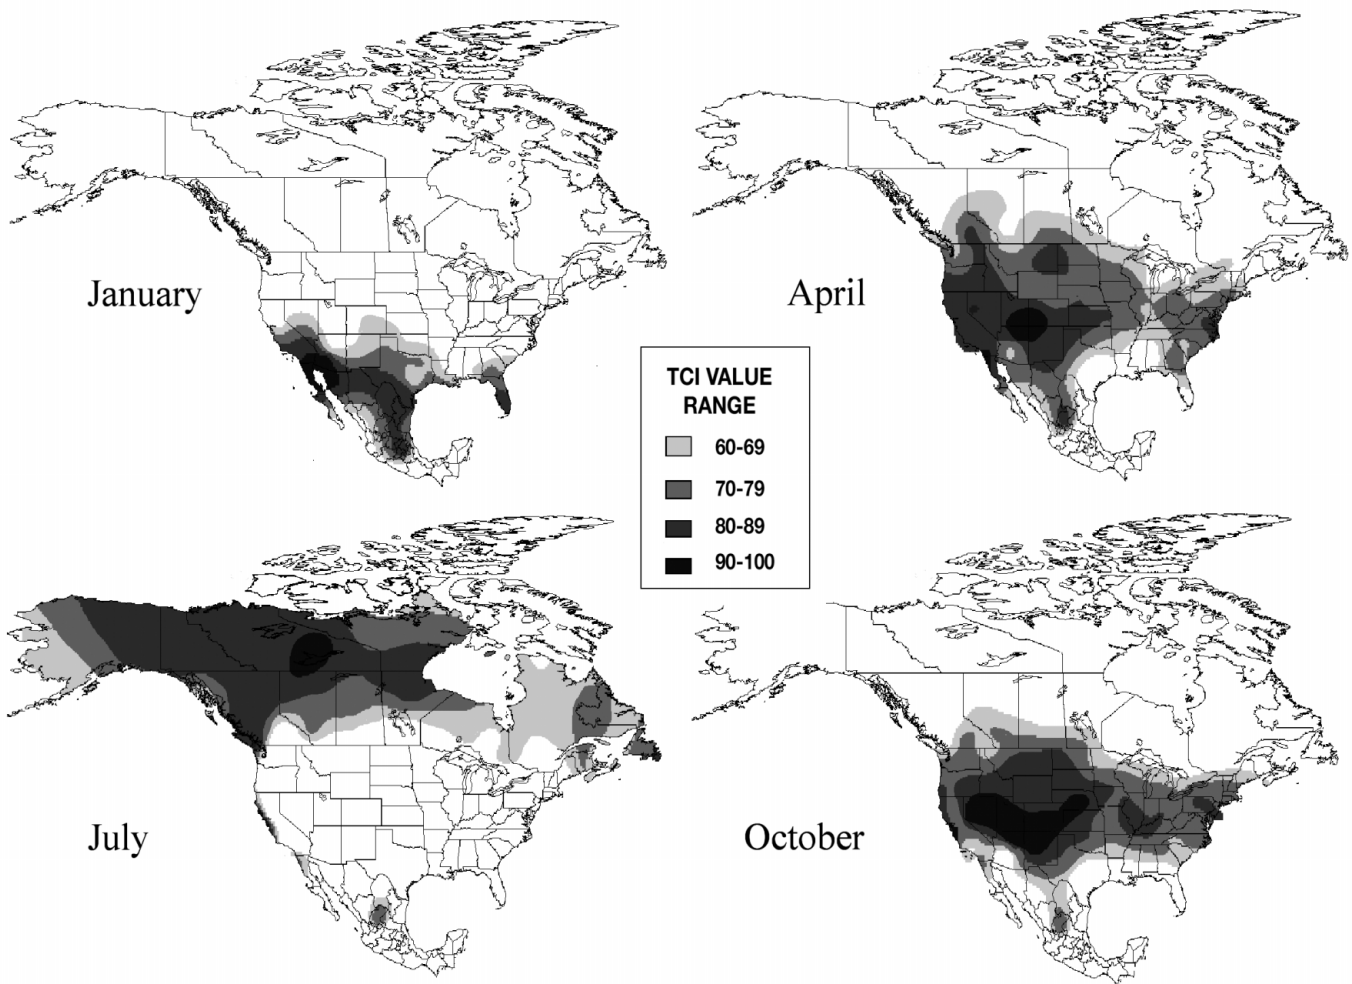 January
April
TCI VALUE
RANGE
60-69
70-79
80-89
90-100
July
October